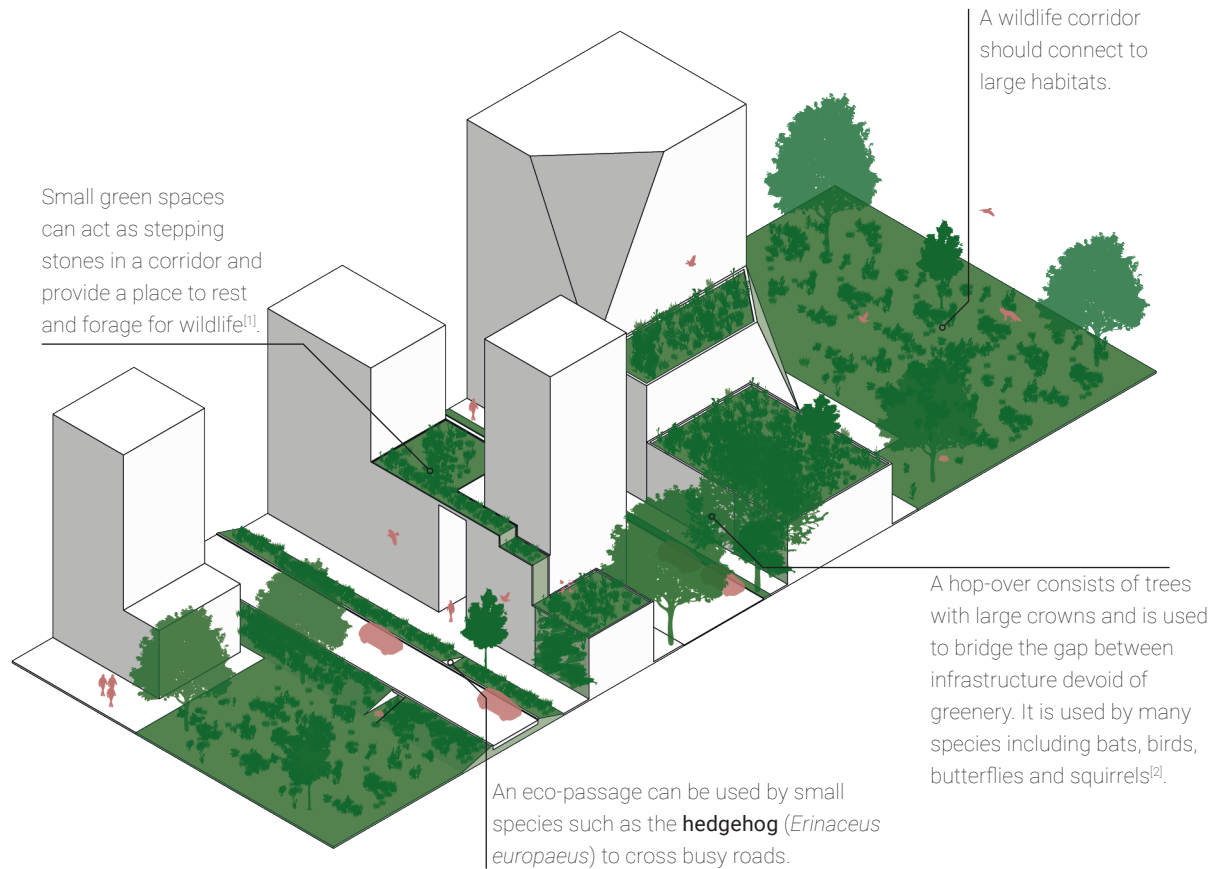 A wildlife corridor
should connect to
large habitats.
Small green spaces
can act as stepping
stones in a corridor and
provide a place to rest
and forage for wildlife[1].
A hop-over consists of trees
with large crowns and is used
to bridge the gap between
infrastructure devoid of
greenery. It is used by many
species including bats, birds,
butterflies and squirrels[2].
An eco-passage can be used by small
species such as the hedgehog (Erinaceus
europaeus) to cross busy roads.